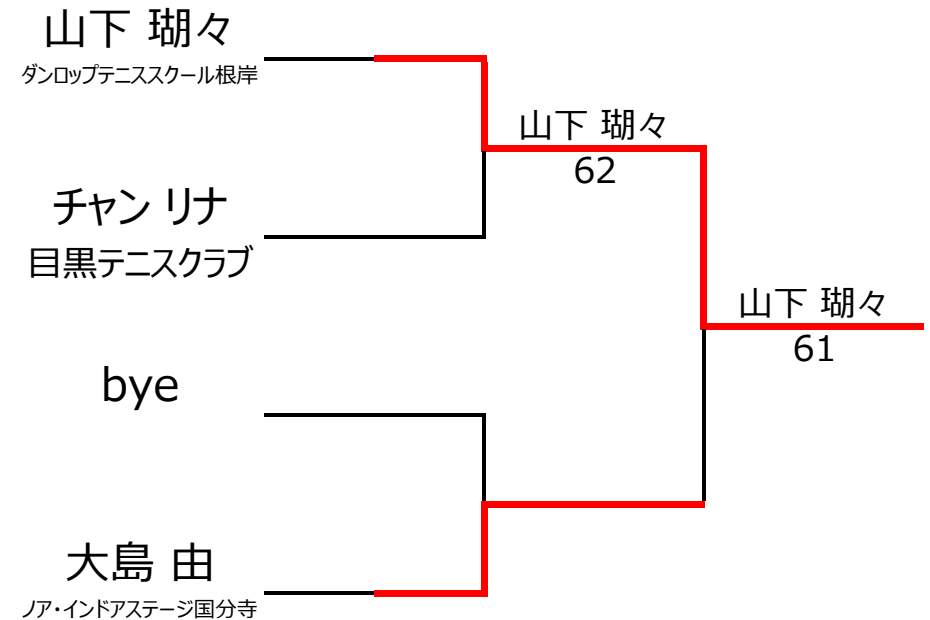 山下 瑚々
ダンロップテニススクール根岸
山下 瑚々
62
チャン リナ
目黒テニスクラブ
山下 瑚々
61
bye
大島 由
ノア・インドアステージ国分寺